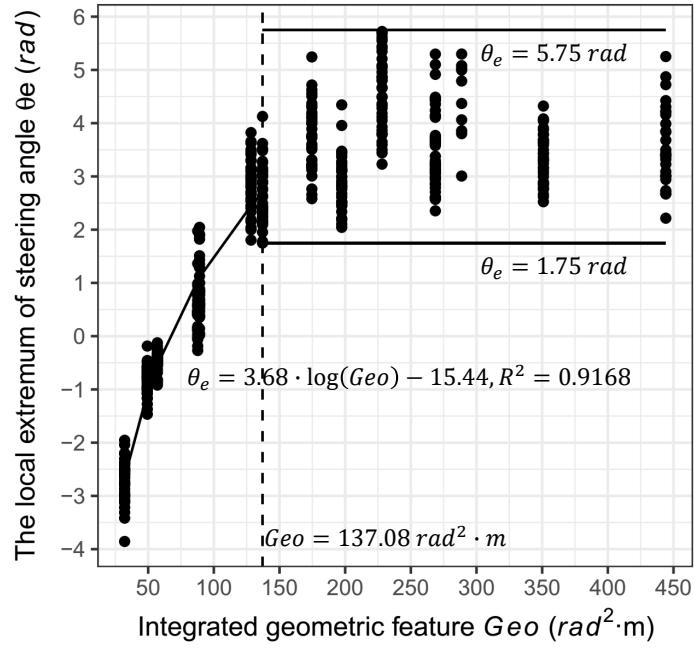 The local extremum of steering angle θe (rad)
6
5
4
3
2
1
0
−1
−2
−3
−4
θₑ = 5.75 rad
θₑ = 1.75 rad
θₑ = 3.68 · log(Geo) − 15.44, R² = 0.9168
Geo = 137.08 rad² · m
50 100 150 200 250 300 350 400 450
Integrated geometric feature Geo (rad²·m)